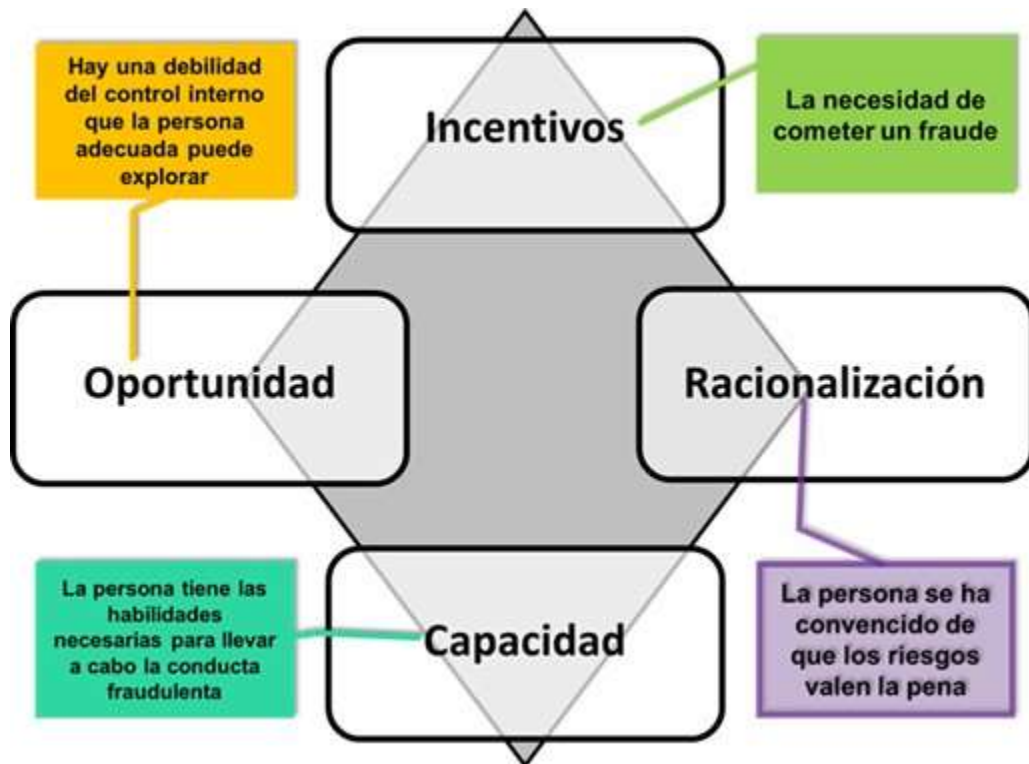 Hay una debilidad
del control interno
que la persona
adecuada puede
explorar
Incentivos
La necesidad de
cometer un fraude
Oportunidad
Racionalización
La persona tiene las
habilidades
necesarias para llevar
a cabo la conducta
fraudulenta
Capacidad
La persona se ha
convencido de
que los riesgos
valen la pena